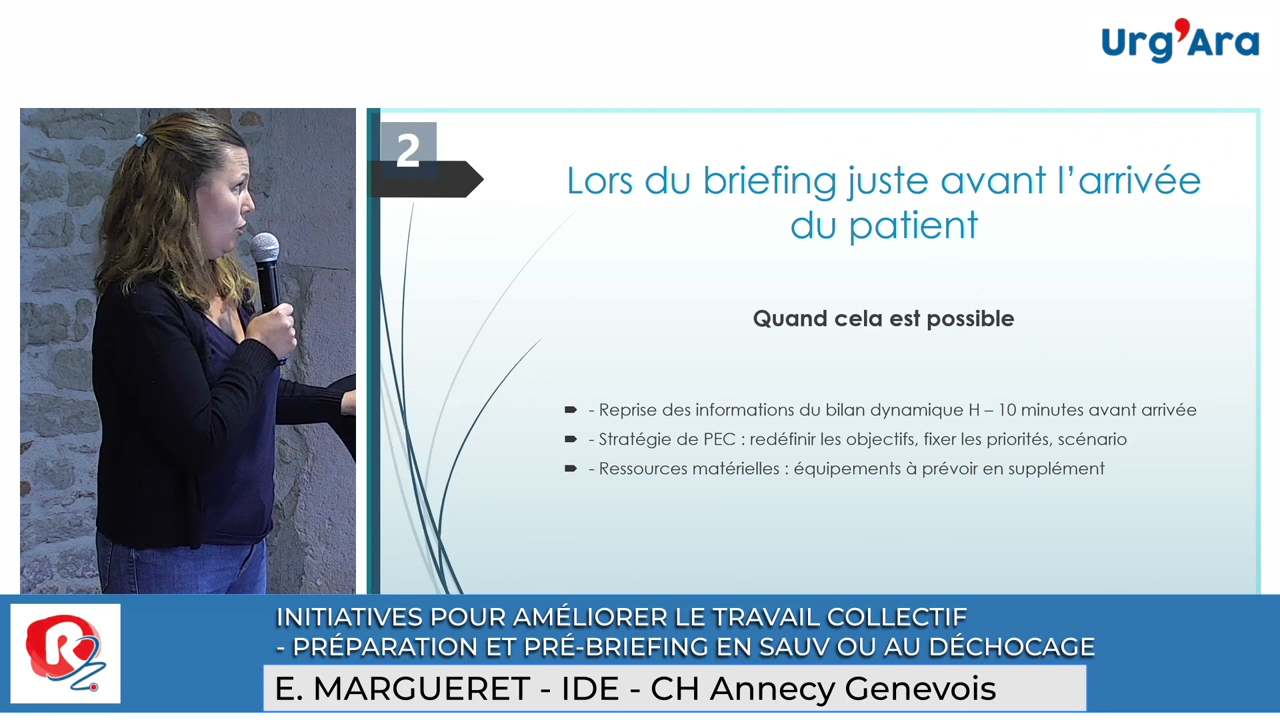 Urg'Ara
2
Lors du briefing juste avant l’arrivée
du patient
Quand cela est possible
- Reprise des informations du bilan dynamique H – 10 minutes avant arrivée
- Stratégie de PEC : redéfinir les objectifs, fixer les priorités, scénario
- Ressources matérielles : équipements à prévoir en supplément
INITIATIVES POUR AMÉLIORER LE TRAVAIL COLLECTIF
- PRÉPARATION ET PRÉ-BRIEFING EN SAUV OU AU DÉCHOCAGE
R
E. MARGUERET - IDE - CH Annecy Genevois